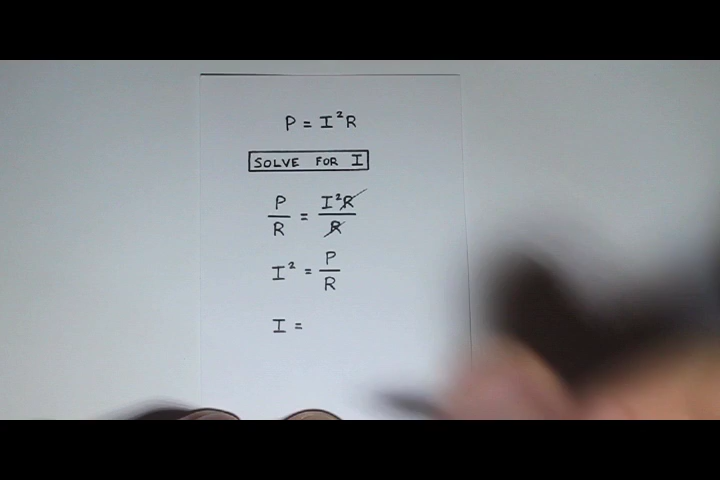 P = I²R
SOLVE FOR I
P/R = I²R/R
I² = P/R
I =